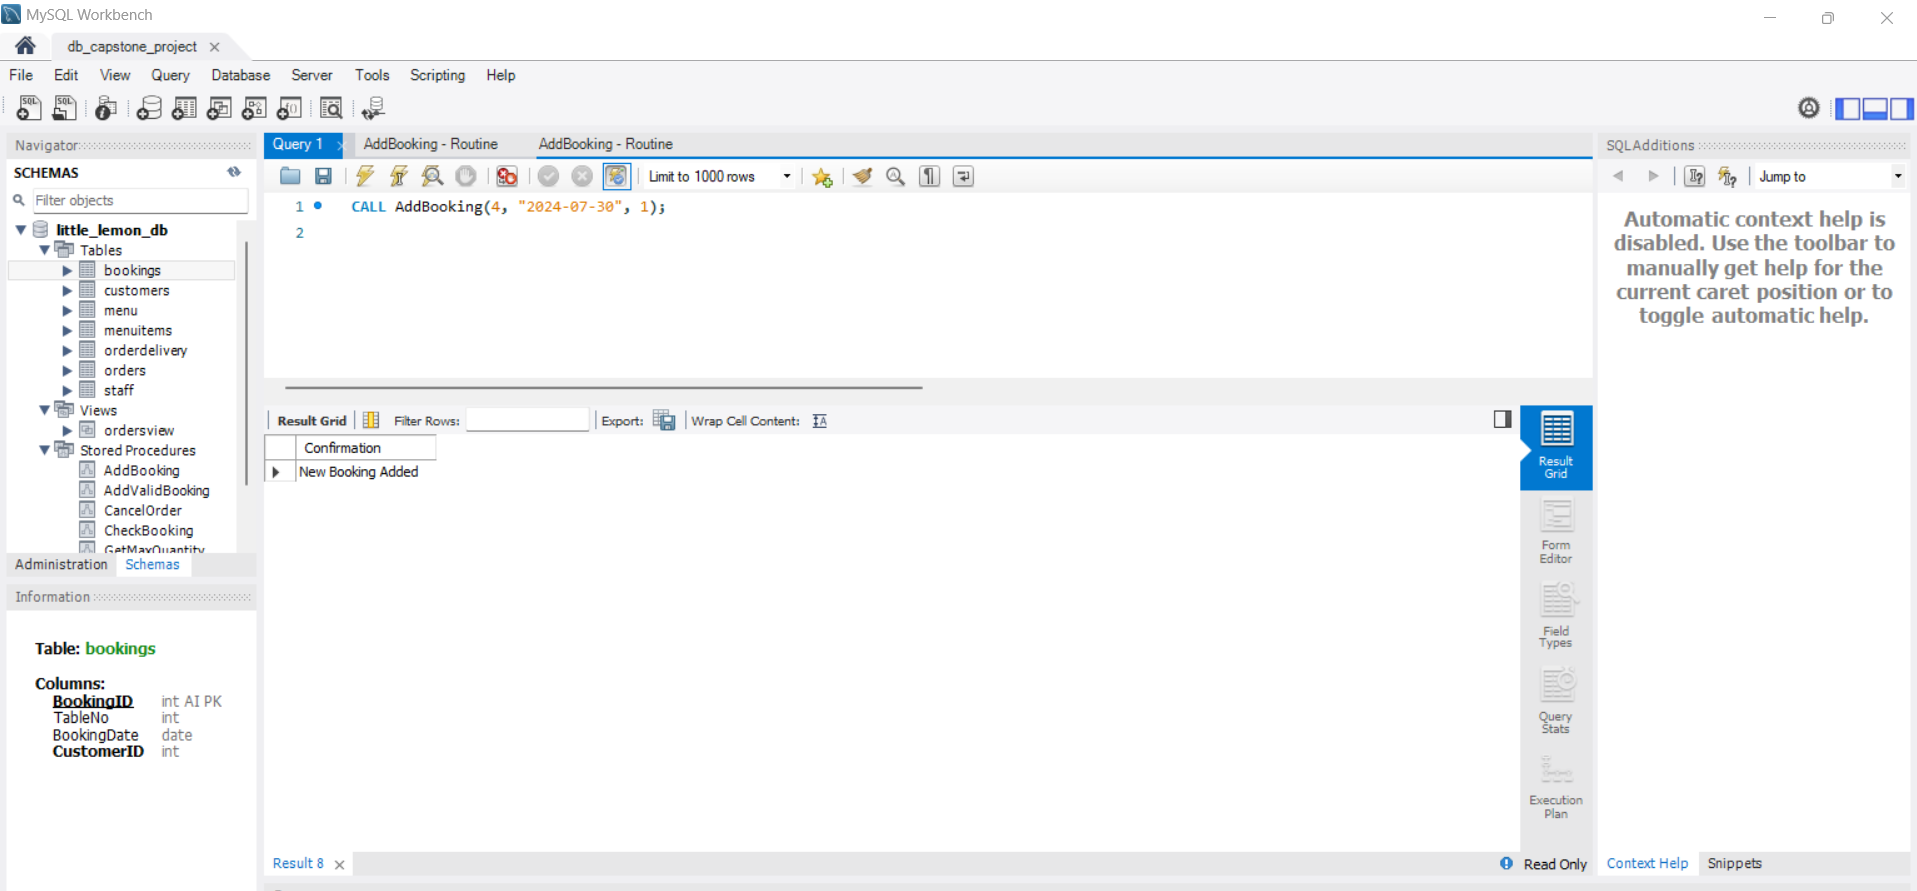 MySQL Workbench
db_capstone_project
File Edit View Query Database Server Tools Scripting Help
Navigator
SCHEMAS
Filter objects
little_lemon_db
Tables
bookings
customers
menu
menuitems
orderdelivery
orders
staff
Views
ordersview
Stored Procedures
AddBooking
AddValidBooking
CancelOrder
CheckBooking
GetMaxQuantity
Administration Schemas
Information
Table: bookings
Columns:
BookingID int AI PK
TableNo int
BookingDate date
CustomerID int
Query 1 AddBooking - Routine AddBooking - Routine
Limit to 1000 rows
1 CALL AddBooking(4, "2024-07-30", 1);
2
Result Grid Filter Rows: Export: Wrap Cell Content:
Confirmation
New Booking Added
Result
Grid
Form
Editor
Field
Types
Query
Stats
Execution
Plan
Result 8 Read Only
SQLAdditions
Jump to
Automatic context help is
disabled. Use the toolbar to
manually get help for the
current caret position or to
toggle automatic help.
Context Help Snippets